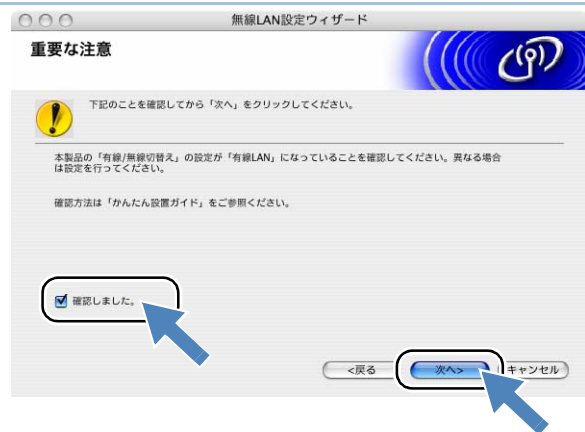 無線LAN設定ウィザード
重要な注意
下記のことを確認してから「次へ」をクリックしてください。
本製品の「有線/無線切替え」の設定が「有線LAN」になっていることを確認してください。異なる場合
は設定を行ってください。
確認方法は「かんたん設置ガイド」をご参照ください。
確認しました。
<戻る 次へ> キャンセル